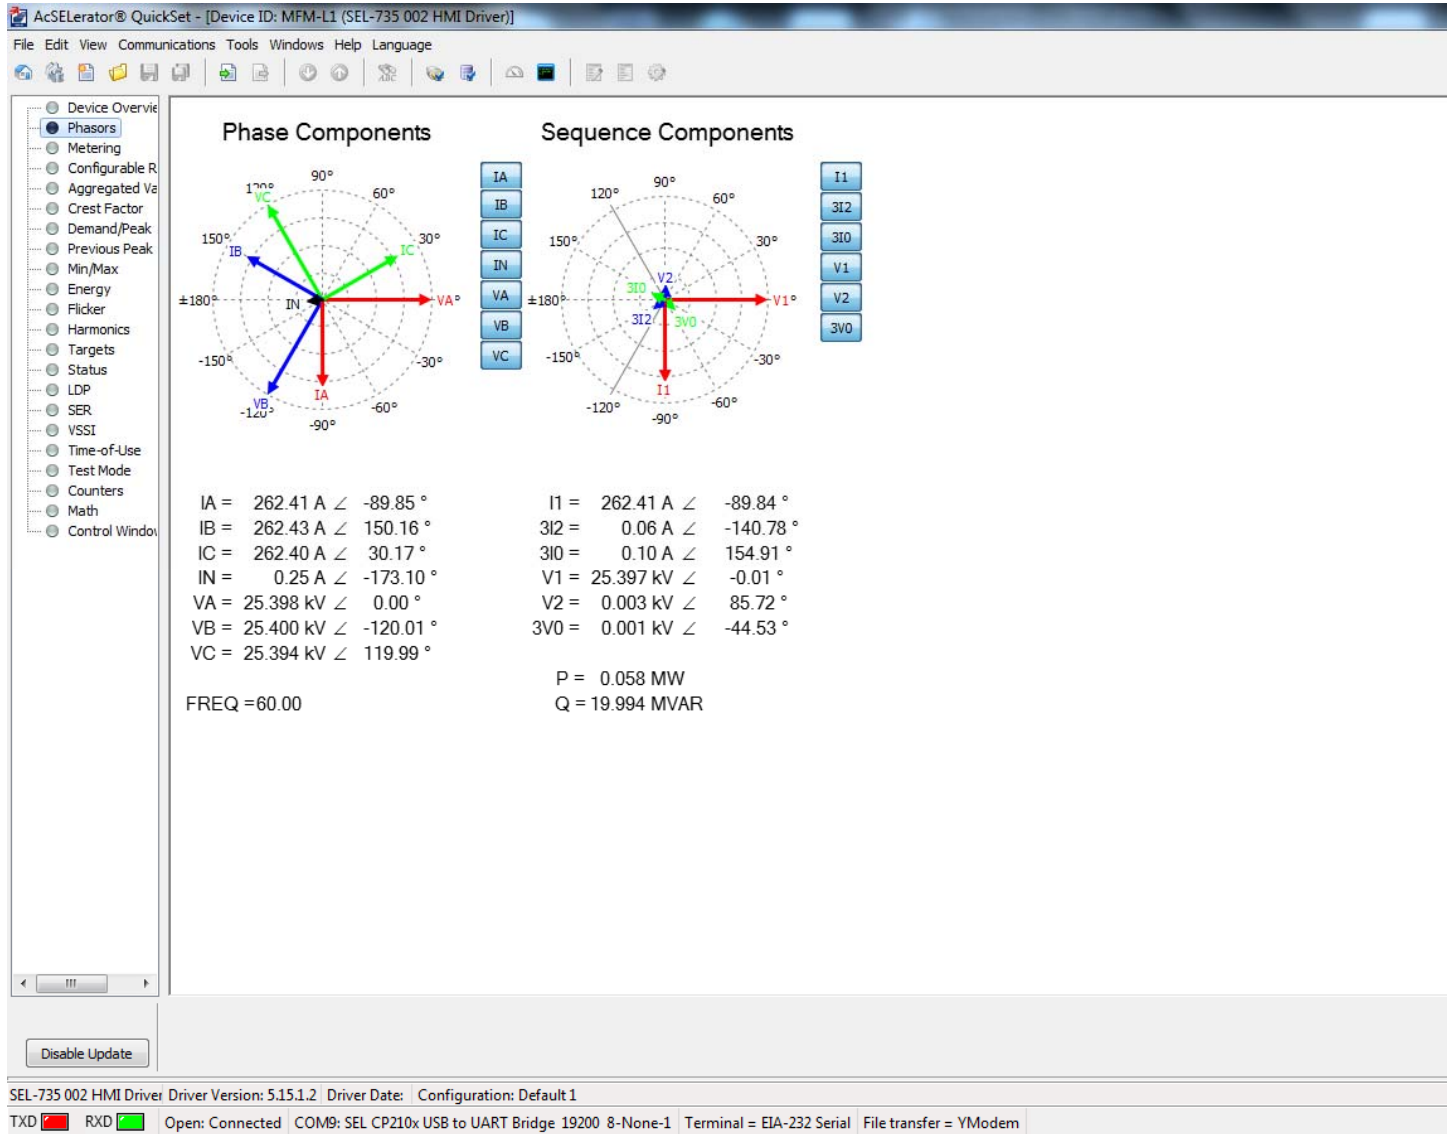 AcSELerator® QuickSet - [Device ID: MFM-L1 (SEL-735 002 HMI Driver)]
File Edit View Communications Tools Windows Help Language
Device Overvie
Phasors
Metering
Configurable R
Aggregated Va
Crest Factor
Demand/Peak
Previous Peak
Min/Max
Energy
Flicker
Harmonics
Targets
Status
LDP
SER
VSSI
Time-of-Use
Test Mode
Counters
Math
Control Windo
Disable Update
Phase Components
90°
60°
30°
-30°
-60°
-90°
-120°
-150°
±180°
150°
120°
VC
IB
IC
IN
VA
VB
IA
IA
IB
IC
IN
VA
VB
VC
Sequence Components
90°
60°
30°
-30°
-60°
-90°
-120°
-150°
±180°
150°
120°
V2
3I0
V1
3I2
3V0
I1
I1
3I2
3I0
V1
V2
3V0
IA = 262.41 A ∠ -89.85 °
IB = 262.43 A ∠ 150.16 °
IC = 262.40 A ∠ 30.17 °
IN = 0.25 A ∠ -173.10 °
VA = 25.398 kV ∠ 0.00 °
VB = 25.400 kV ∠ -120.01 °
VC = 25.394 kV ∠ 119.99 °
FREQ =60.00
I1 = 262.41 A ∠ -89.84 °
3I2 = 0.06 A ∠ -140.78 °
3I0 = 0.10 A ∠ 154.91 °
V1 = 25.397 kV ∠ -0.01 °
V2 = 0.003 kV ∠ 85.72 °
3V0 = 0.001 kV ∠ -44.53 °
P = 0.058 MW
Q = 19.994 MVAR
SEL-735 002 HMI Driver Driver Version: 5.15.1.2 Driver Date: Configuration: Default 1
TXD RXD Open: Connected COM9: SEL CP210x USB to UART Bridge 19200 8-None-1 Terminal = EIA-232 Serial File transfer = YModem